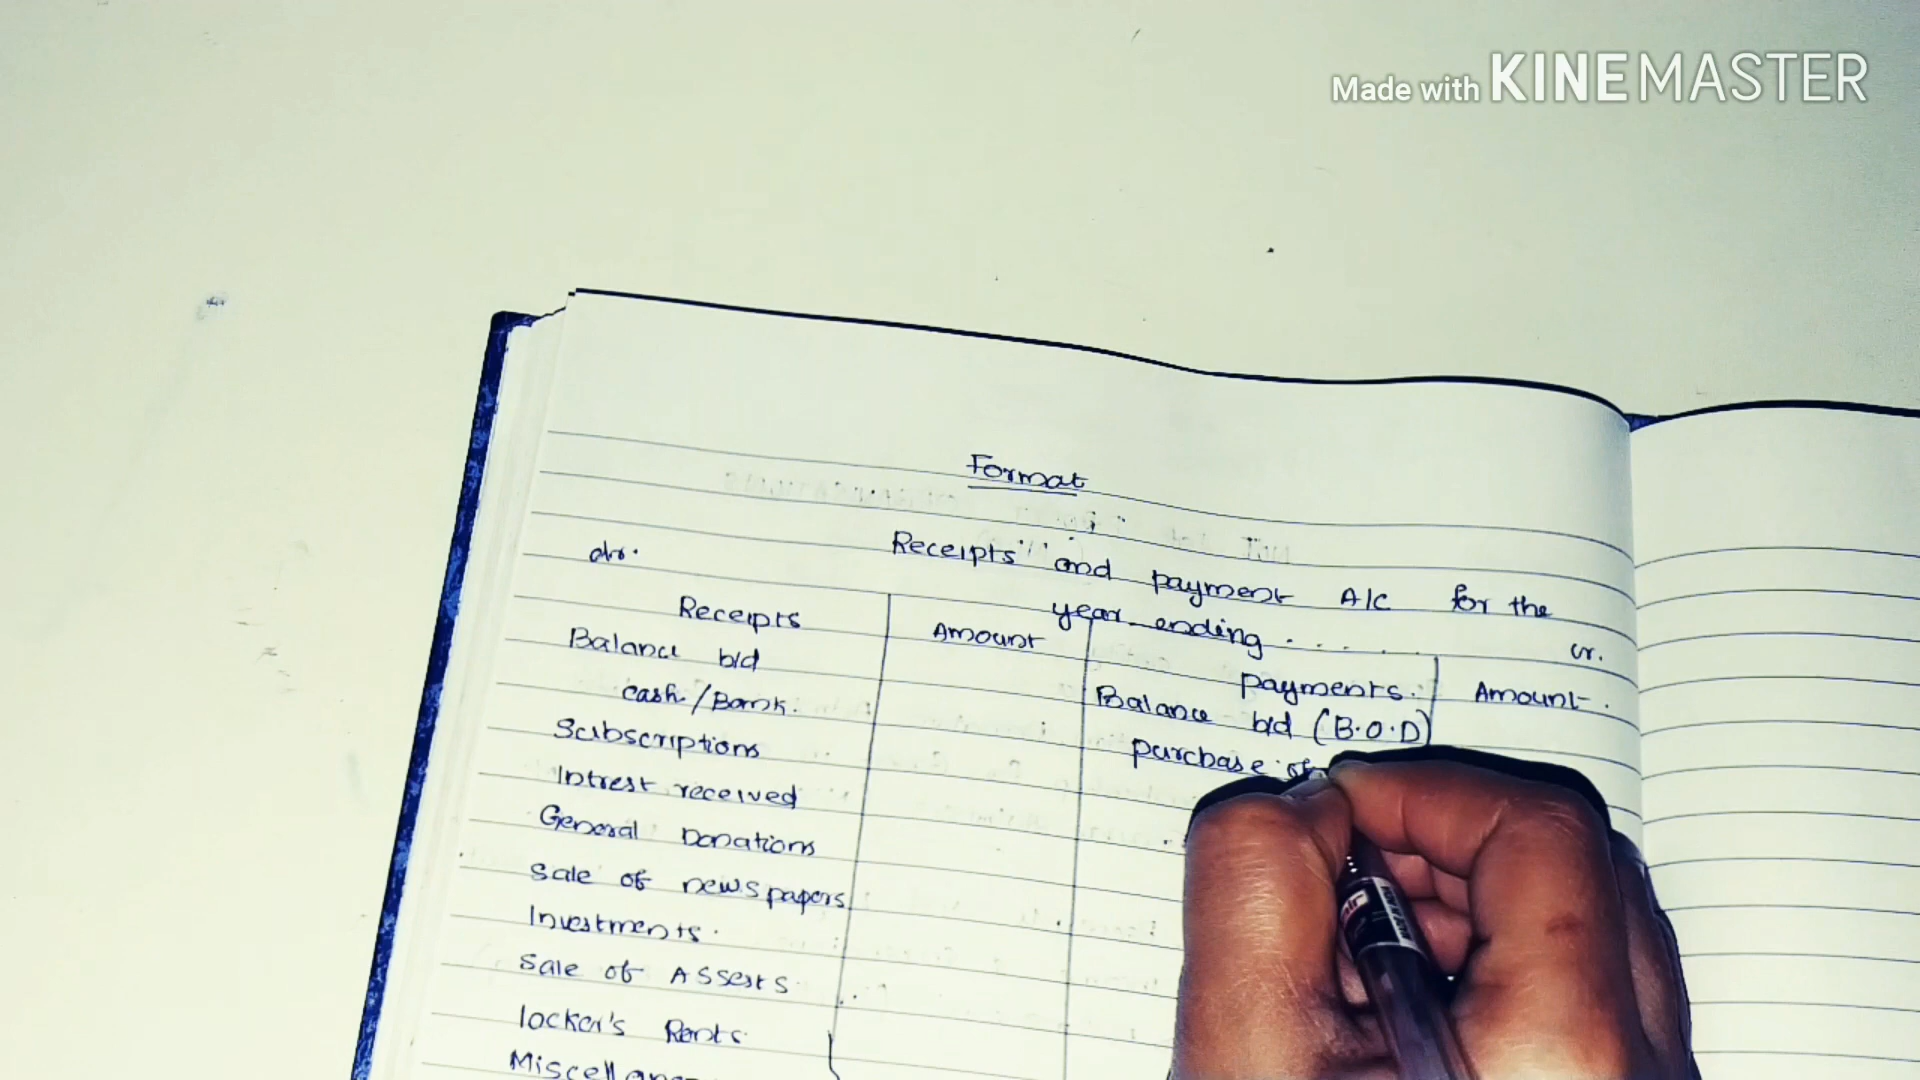 Made with KINEMASTER
Format
Receipts and payment A/C for the
year ending . . . . .
dr.
cr.
Receipts
Amount
payments.
Amount.
Balance b/d
cash/Bank.
Subscriptions
Intrest received
General Donations
Sale of newspapers
Investments.
Sale of Asserts
locker's Rents
Balance b/d (B.O.D)
purchase of